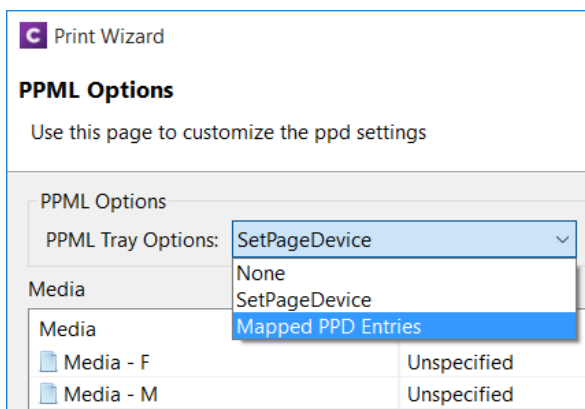 C Print Wizard
PPML Options
Use this page to customize the ppd settings
PPML Options
PPML Tray Options: SetPageDevice
None
SetPageDevice
Mapped PPD Entries
Media
Media
Media - F Unspecified
Media - M Unspecified